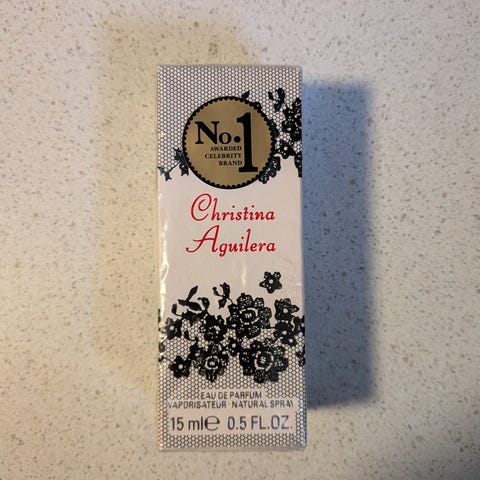 No.1
AWARDED
CELEBRITY
BRAND
Christina
Aguilera
EAU DE PARFUM
VAPORISATEUR · NATURAL SPRAY
15 ml℮ 0.5 FL.OZ.